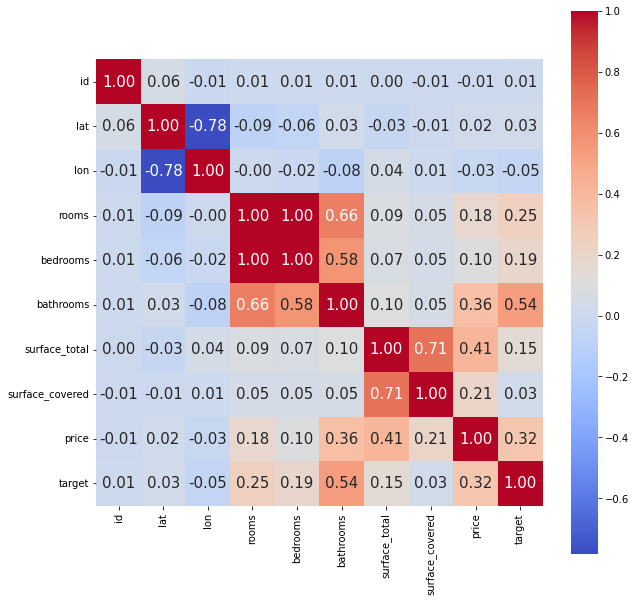 1.0
id 1.00 0.06 -0.01 0.01 0.01 0.01 0.00 -0.01 -0.01 0.01
0.8
lat 0.06 1.00 -0.78 -0.09 -0.06 0.03 -0.03 -0.01 0.02 0.03
lon -0.01 -0.78 1.00 -0.00 -0.02 -0.08 0.04 0.01 -0.03 -0.05
0.6
rooms 0.01 -0.09 -0.00 1.00 1.00 0.66 0.09 0.05 0.18 0.25
0.4
bedrooms 0.01 -0.06 -0.02 1.00 1.00 0.58 0.07 0.05 0.10 0.19
0.2
bathrooms 0.01 0.03 -0.08 0.66 0.58 1.00 0.10 0.05 0.36 0.54
0.0
surface_total 0.00 -0.03 0.04 0.09 0.07 0.10 1.00 0.71 0.41 0.15
-0.2
surface_covered -0.01 -0.01 0.01 0.05 0.05 0.05 0.71 1.00 0.21 0.03
-0.4
price -0.01 0.02 -0.03 0.18 0.10 0.36 0.41 0.21 1.00 0.32
target 0.01 0.03 -0.05 0.25 0.19 0.54 0.15 0.03 0.32 1.00
-0.6
id lat lon rooms bedrooms bathrooms surface_total surface_covered price target